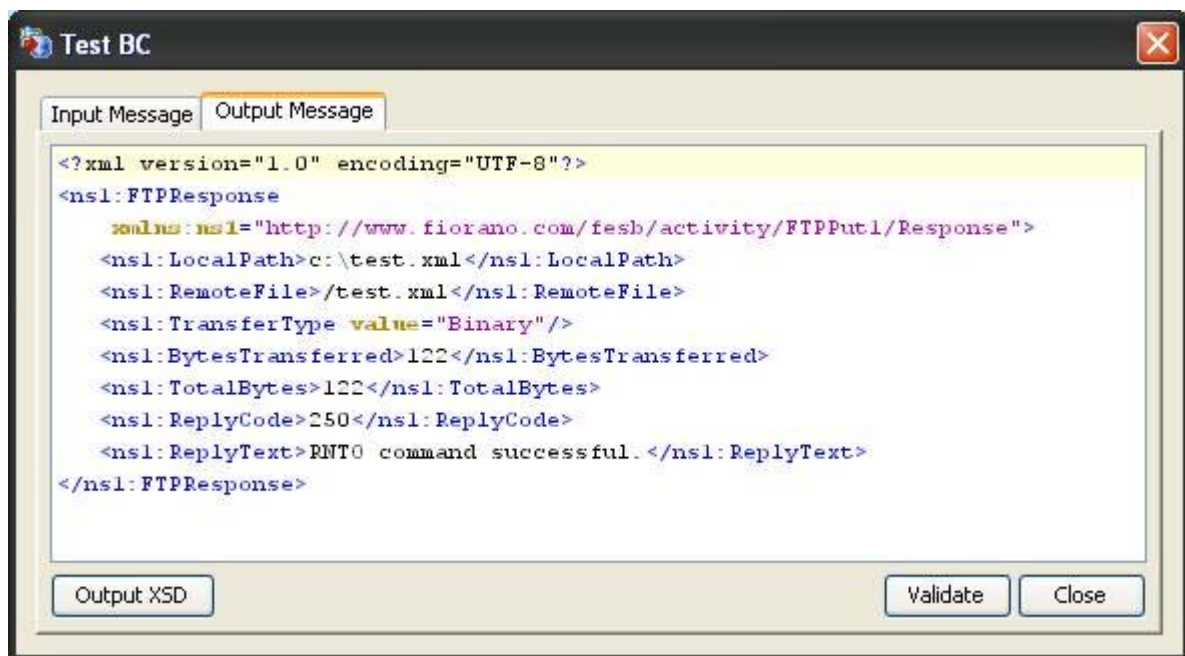 Test BC
Input Message Output Message
<?xml version="1.0" encoding="UTF-8"?>
<ns1:FTPResponse
xmlns:ns1="http://www.fiorano.com/fesb/activity/FTPPut1/Response">
<ns1:LocalPath>c:\test.xml</ns1:LocalPath>
<ns1:RemoteFile>/test.xml</ns1:RemoteFile>
<ns1:TransferType value="Binary"/>
<ns1:BytesTransferred>122</ns1:BytesTransferred>
<ns1:TotalBytes>122</ns1:TotalBytes>
<ns1:ReplyCode>250</ns1:ReplyCode>
<ns1:ReplyText>RNTO command successful.</ns1:ReplyText>
</ns1:FTPResponse>
Output XSD Validate Close